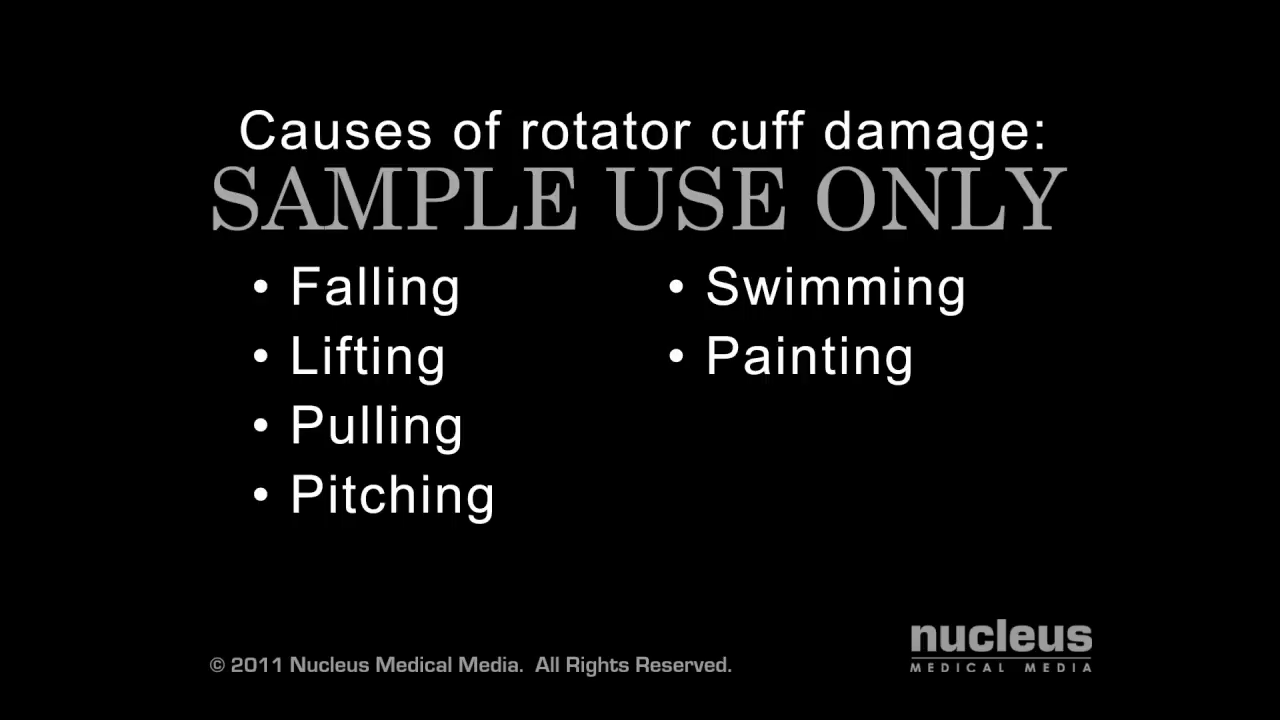 Causes of rotator cuff damage:
SAMPLE USE ONLY
• Falling
• Lifting
• Pulling
• Pitching
• Swimming
• Painting
nucleus
MEDICAL MEDIA
© 2011 Nucleus Medical Media. All Rights Reserved.